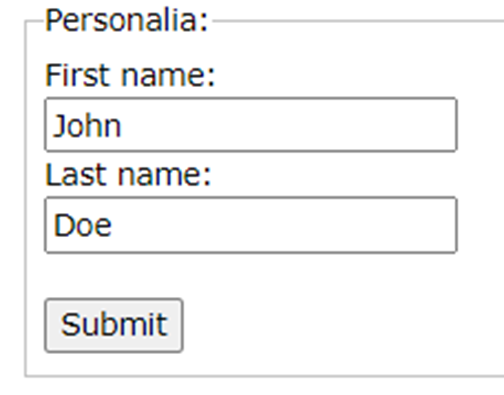 Personalia:
First name:
John
Last name:
Doe
Submit